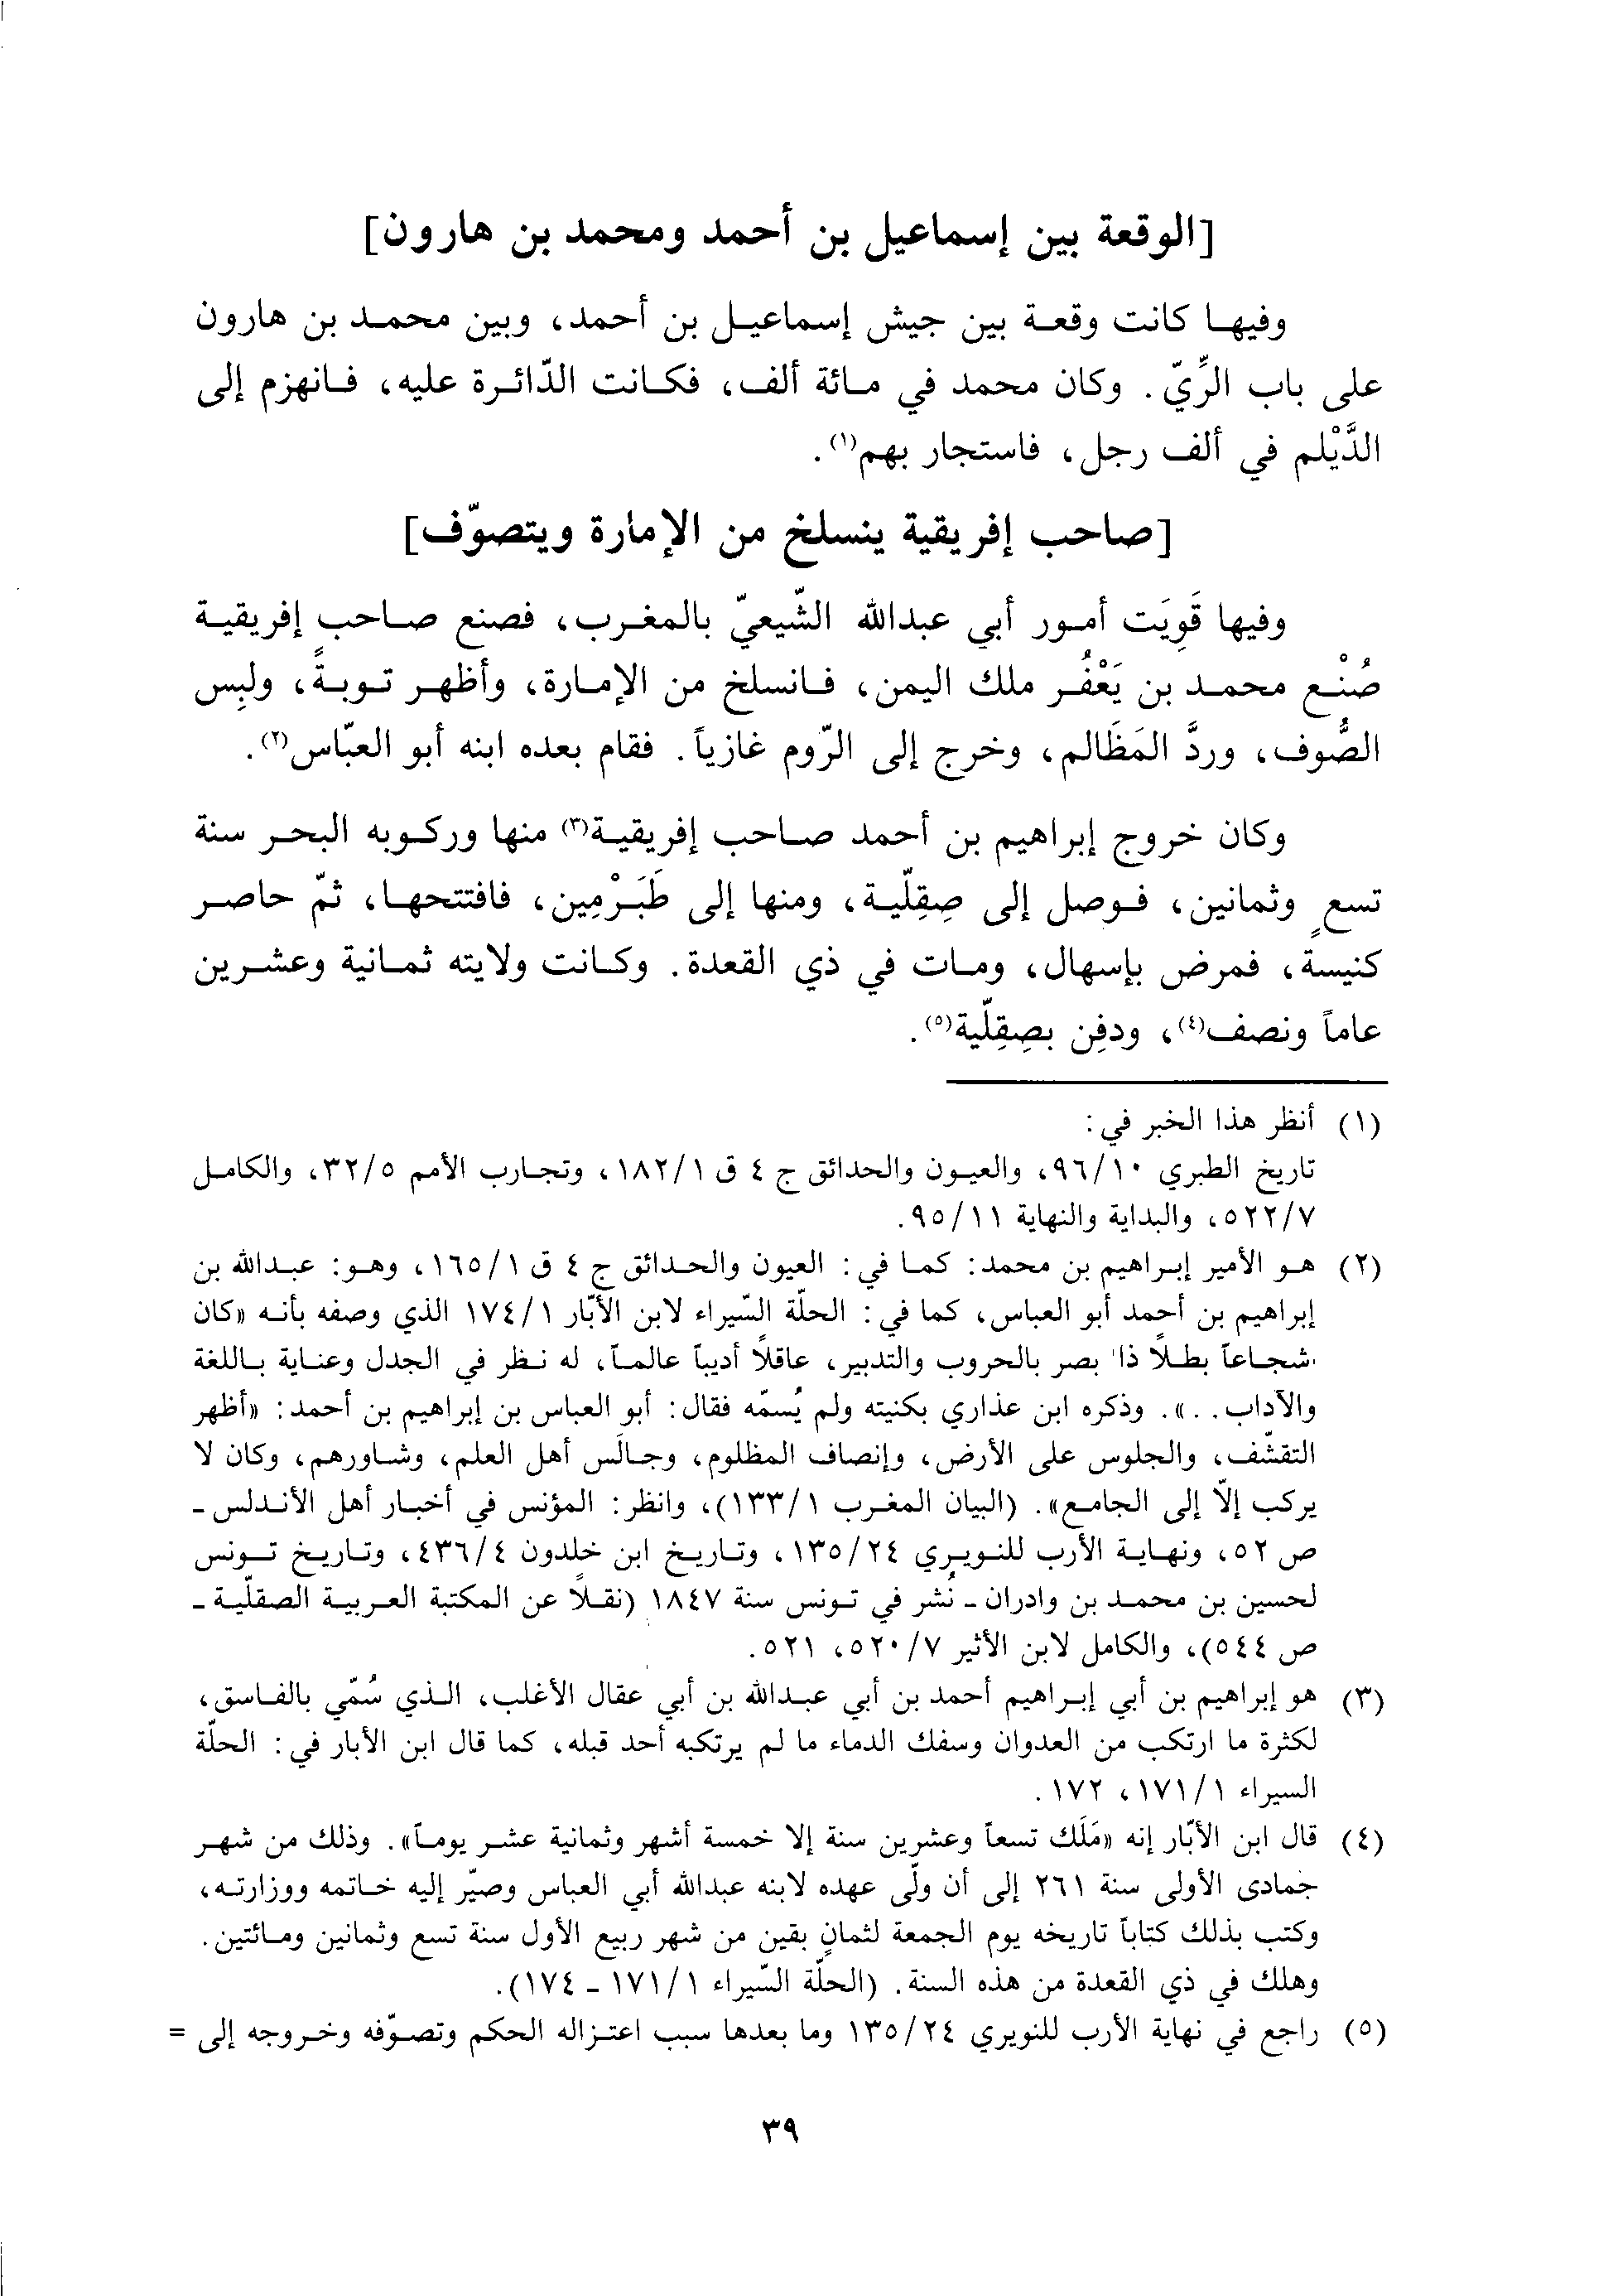 [الوقعة بين إسماعيل بن أحمد ومحمد بن هارون]
وفيها كانت وقعة بين جيش إسماعيل بن أحمد، وبين محمد بن هارون
على باب الرِّيّ. وكان محمد في مائة ألف، فكانت الدّائرة عليه، فانهزم إلى
الدَّيْلم في ألف رجل، فاستجار بهم(١).
[صاحب إفريقية ينسلخ من الإمارة ويتصوّف]
وفيها قَوِيَت أمور أبي عبدالله الشّيعيّ بالمغرب، فصنع صاحب إفريقية
صُنْع محمد بن يَعْفُر ملك اليمن، فانسلخ من الإمارة، وأظهر توبةً، ولبِس
الصُّوف، وردَّ المَظَالم، وخرج إلى الرّوم غازياً. فقام بعده ابنه أبو العبّاس(٢).
وكان خروج إبراهيم بن أحمد صاحب إفريقية(٣) منها وركوبه البحر سنة
تسعٍ وثمانين، فوصل إلى صِقِلّية، ومنها إلى طَبَرْمِين، فافتتحها، ثمّ حاصر
كنيسة، فمرض بإسهال، ومات في ذي القعدة. وكانت ولايته ثمانية وعشرين
عاماً ونصف(٤)، ودفِن بصِقِلّية(٥).
(١) أنظر هذا الخبر في:
تاريخ الطبري ٩٦/١٠، والعيون والحدائق ج ٤ ق ١٨٢/١، وتجارب الأمم ٣٢/٥، والكامل
٥٢٢/٧، والبداية والنهاية ٩٥/١١.
(٢) هو الأمير إبراهيم بن محمد: كما في: العيون والحدائق ج ٤ ق ١٦٥/١، وهو: عبدالله بن
إبراهيم بن أحمد أبو العباس، كما في: الحلّة السّيراء لابن الأبّار ١٧٤/١ الذي وصفه بأنه «كان
شجاعاً بطلاً ذا بصر بالحروب والتدبير، عاقلاً أديباً عالماً، له نظر في الجدل وعناية باللغة
والآداب...». وذكره ابن عذاري بكنيته ولم يُسمّه فقال: أبو العباس بن إبراهيم بن أحمد: «أظهر
التقشّف، والجلوس على الأرض، وإنصاف المظلوم، وجالَس أهل العلم، وشاورهم، وكان لا
يركب إلاّ إلى الجامع». (البيان المغرب ١٣٣/١)، وانظر: المؤنس في أخبار أهل الأندلس -
ص ٥٢، ونهاية الأرب للنويري ١٣٥/٢٤، وتاريخ ابن خلدون ٤٣٦/٤، وتاريخ تونس
لحسين بن محمد بن وادران - نُشر في تونس سنة ١٨٤٧ (نقلاً عن المكتبة العربية الصقلّية -
ص ٥٤٤)، والكامل لابن الأثير ٥٢٠/٧، ٥٢١.
(٣) هو إبراهيم بن أبي إبراهيم أحمد بن أبي عبدالله بن أبي عقال الأغلب، الذي سُمّي بالفاسق،
لكثرة ما ارتكب من العدوان وسفك الدماء ما لم يرتكبه أحد قبله، كما قال ابن الأبار في: الحلّة
السيراء ١٧١/١، ١٧٢.
(٤) قال ابن الأبّار إنه «مَلَك تسعاً وعشرين سنة إلا خمسة أشهر وثمانية عشر يوماً». وذلك من شهر
جمادى الأولى سنة ٢٦١ إلى أن ولّى عهده لابنه عبدالله أبي العباس وصيّر إليه خاتمه ووزارته،
وكتب بذلك كتاباً تاريخه يوم الجمعة لثمانٍ بقين من شهر ربيع الأول سنة تسع وثمانين ومائتين.
وهلك في ذي القعدة من هذه السنة. (الحلّة السّيراء ١٧١/١ - ١٧٤).
(٥) راجع في نهاية الأرب للنويري ١٣٥/٢٤ وما بعدها سبب اعتزاله الحكم وتصوّفه وخروجه إلى =
٣٩